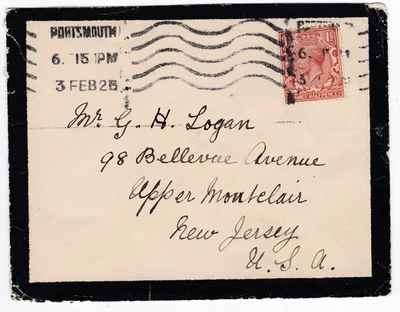 PORTSMOUTH
6. 15 PM
3 FEB 26
Mr. G. H. Logan
98 Bellevue Avenue
Upper Montclair
New Jersey
U. S. A.